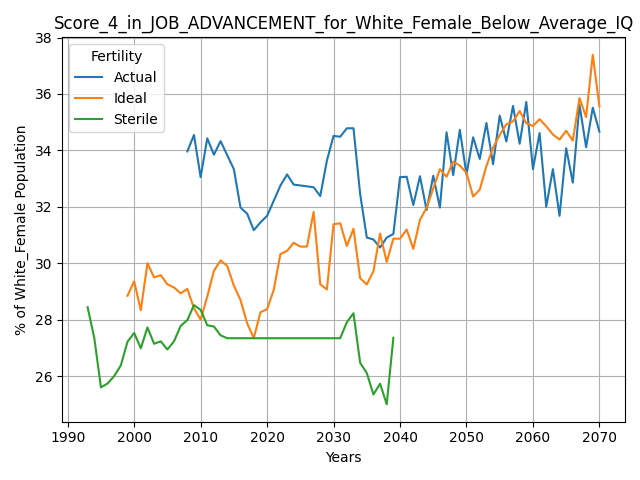 Score_4_in_JOB_ADVANCEMENT_for_White_Female_Below_Average_IQ
% of White_Female Population
38
36
34
32
30
28
26
Fertility
Actual
Ideal
Sterile
1990 2000 2010 2020 2030 2040 2050 2060 2070
Years